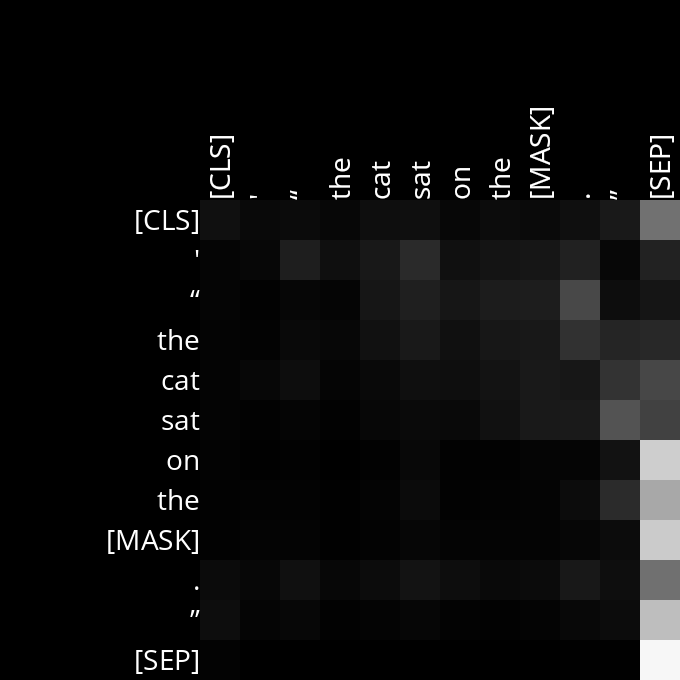 [CLS] ' “ the cat sat on the [MASK] . ” [SEP]
[CLS]
'
“
the
cat
sat
on
the
[MASK]
.
”
[SEP]